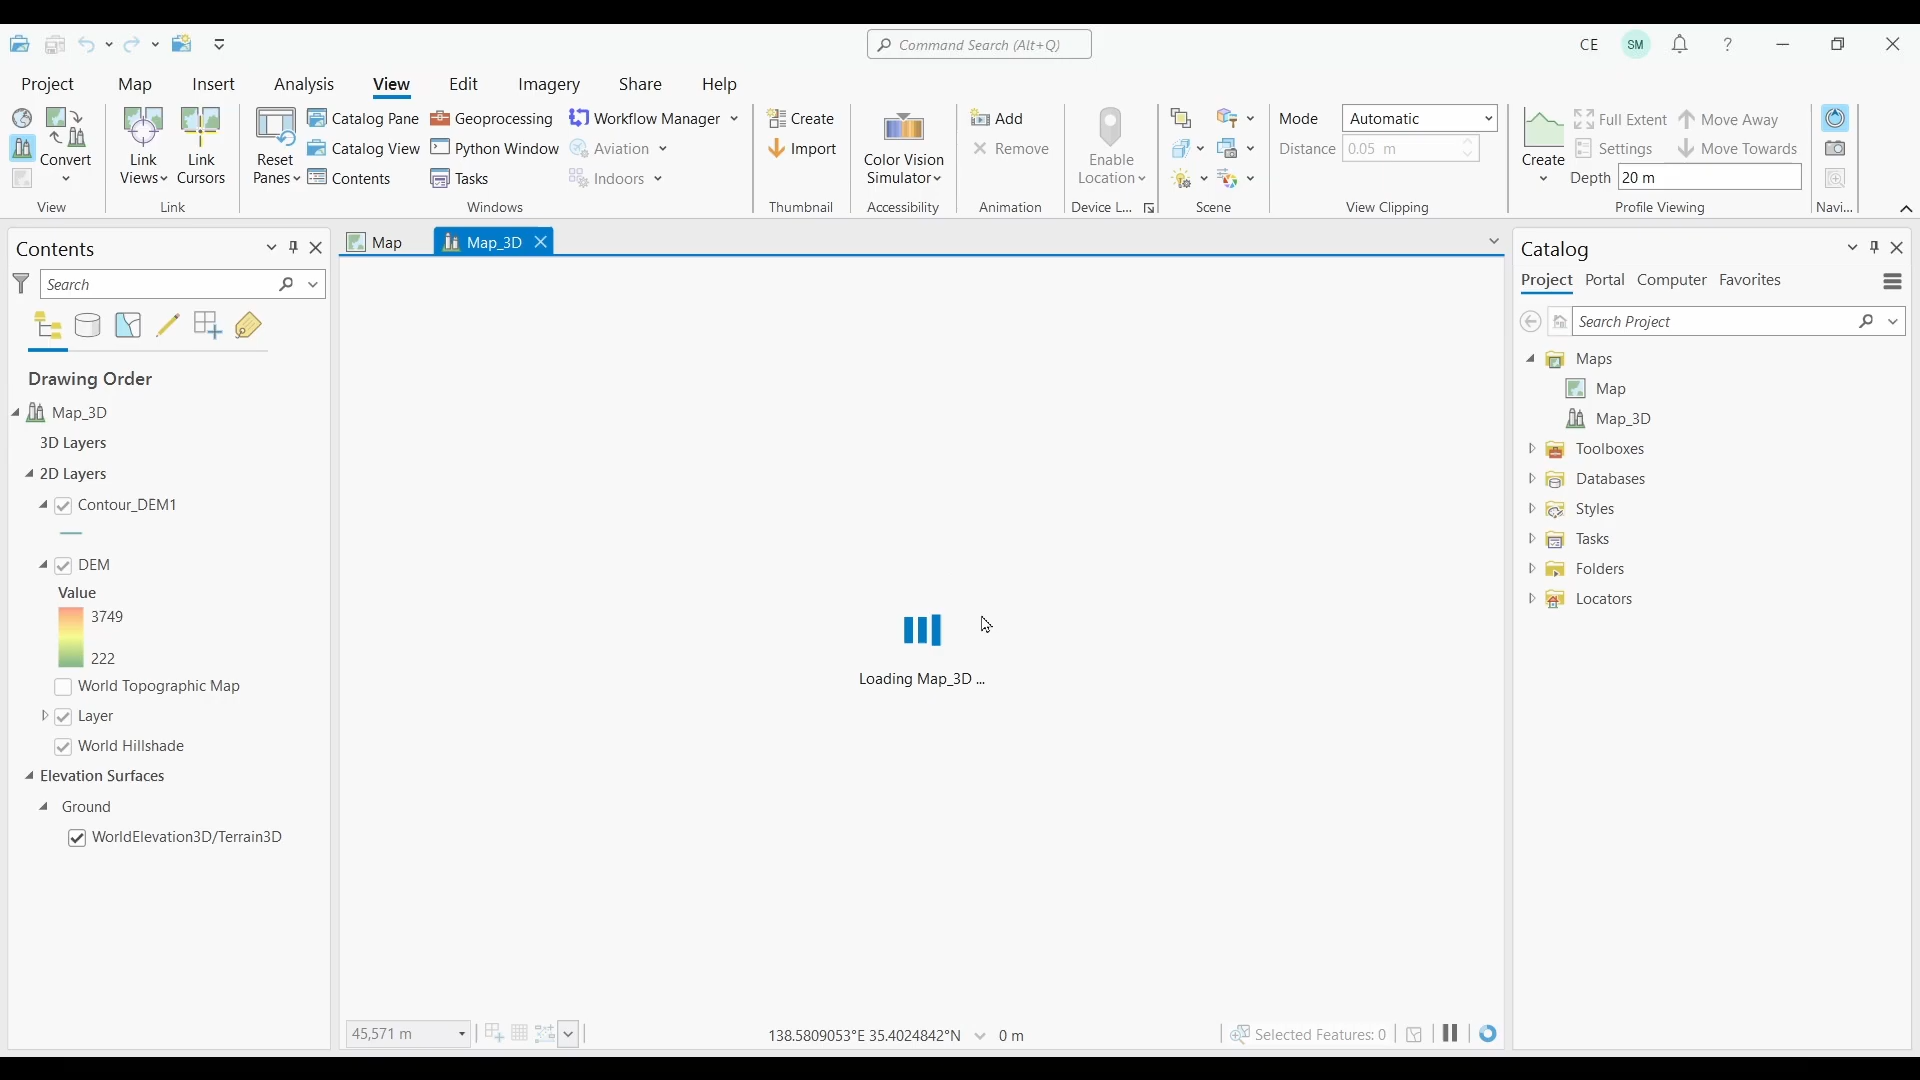 Command Search (Alt+Q)
CE
SM
?
Project
Map
Insert
Analysis
View
Edit
Imagery
Share
Help
Convert
View
Link
Views
Link
Cursors
Link
Reset
Panes
Catalog Pane
Catalog View
Contents
Geoprocessing
Python Window
Tasks
Workflow Manager
Aviation
Indoors
Windows
Create
Import
Thumbnail
Color Vision
Simulator
Accessibility
Add
Remove
Animation
Enable
Location
Device L...
Scene
Mode
Automatic
Distance
0.05 m
View Clipping
Create
Full Extent
Move Away
Settings
Move Towards
Depth
20 m
Profile Viewing
Navi...
Contents
Search
Drawing Order
Map_3D
3D Layers
2D Layers
Contour_DEM1
DEM
Value
3749
222
World Topographic Map
Layer
World Hillshade
Elevation Surfaces
Ground
WorldElevation3D/Terrain3D
Map
Map_3D
Loading Map_3D ...
45,571 m
138.5809053°E 35.4024842°N
0 m
Selected Features: 0
Catalog
Project
Portal
Computer
Favorites
Search Project
Maps
Map
Map_3D
Toolboxes
Databases
Styles
Tasks
Folders
Locators